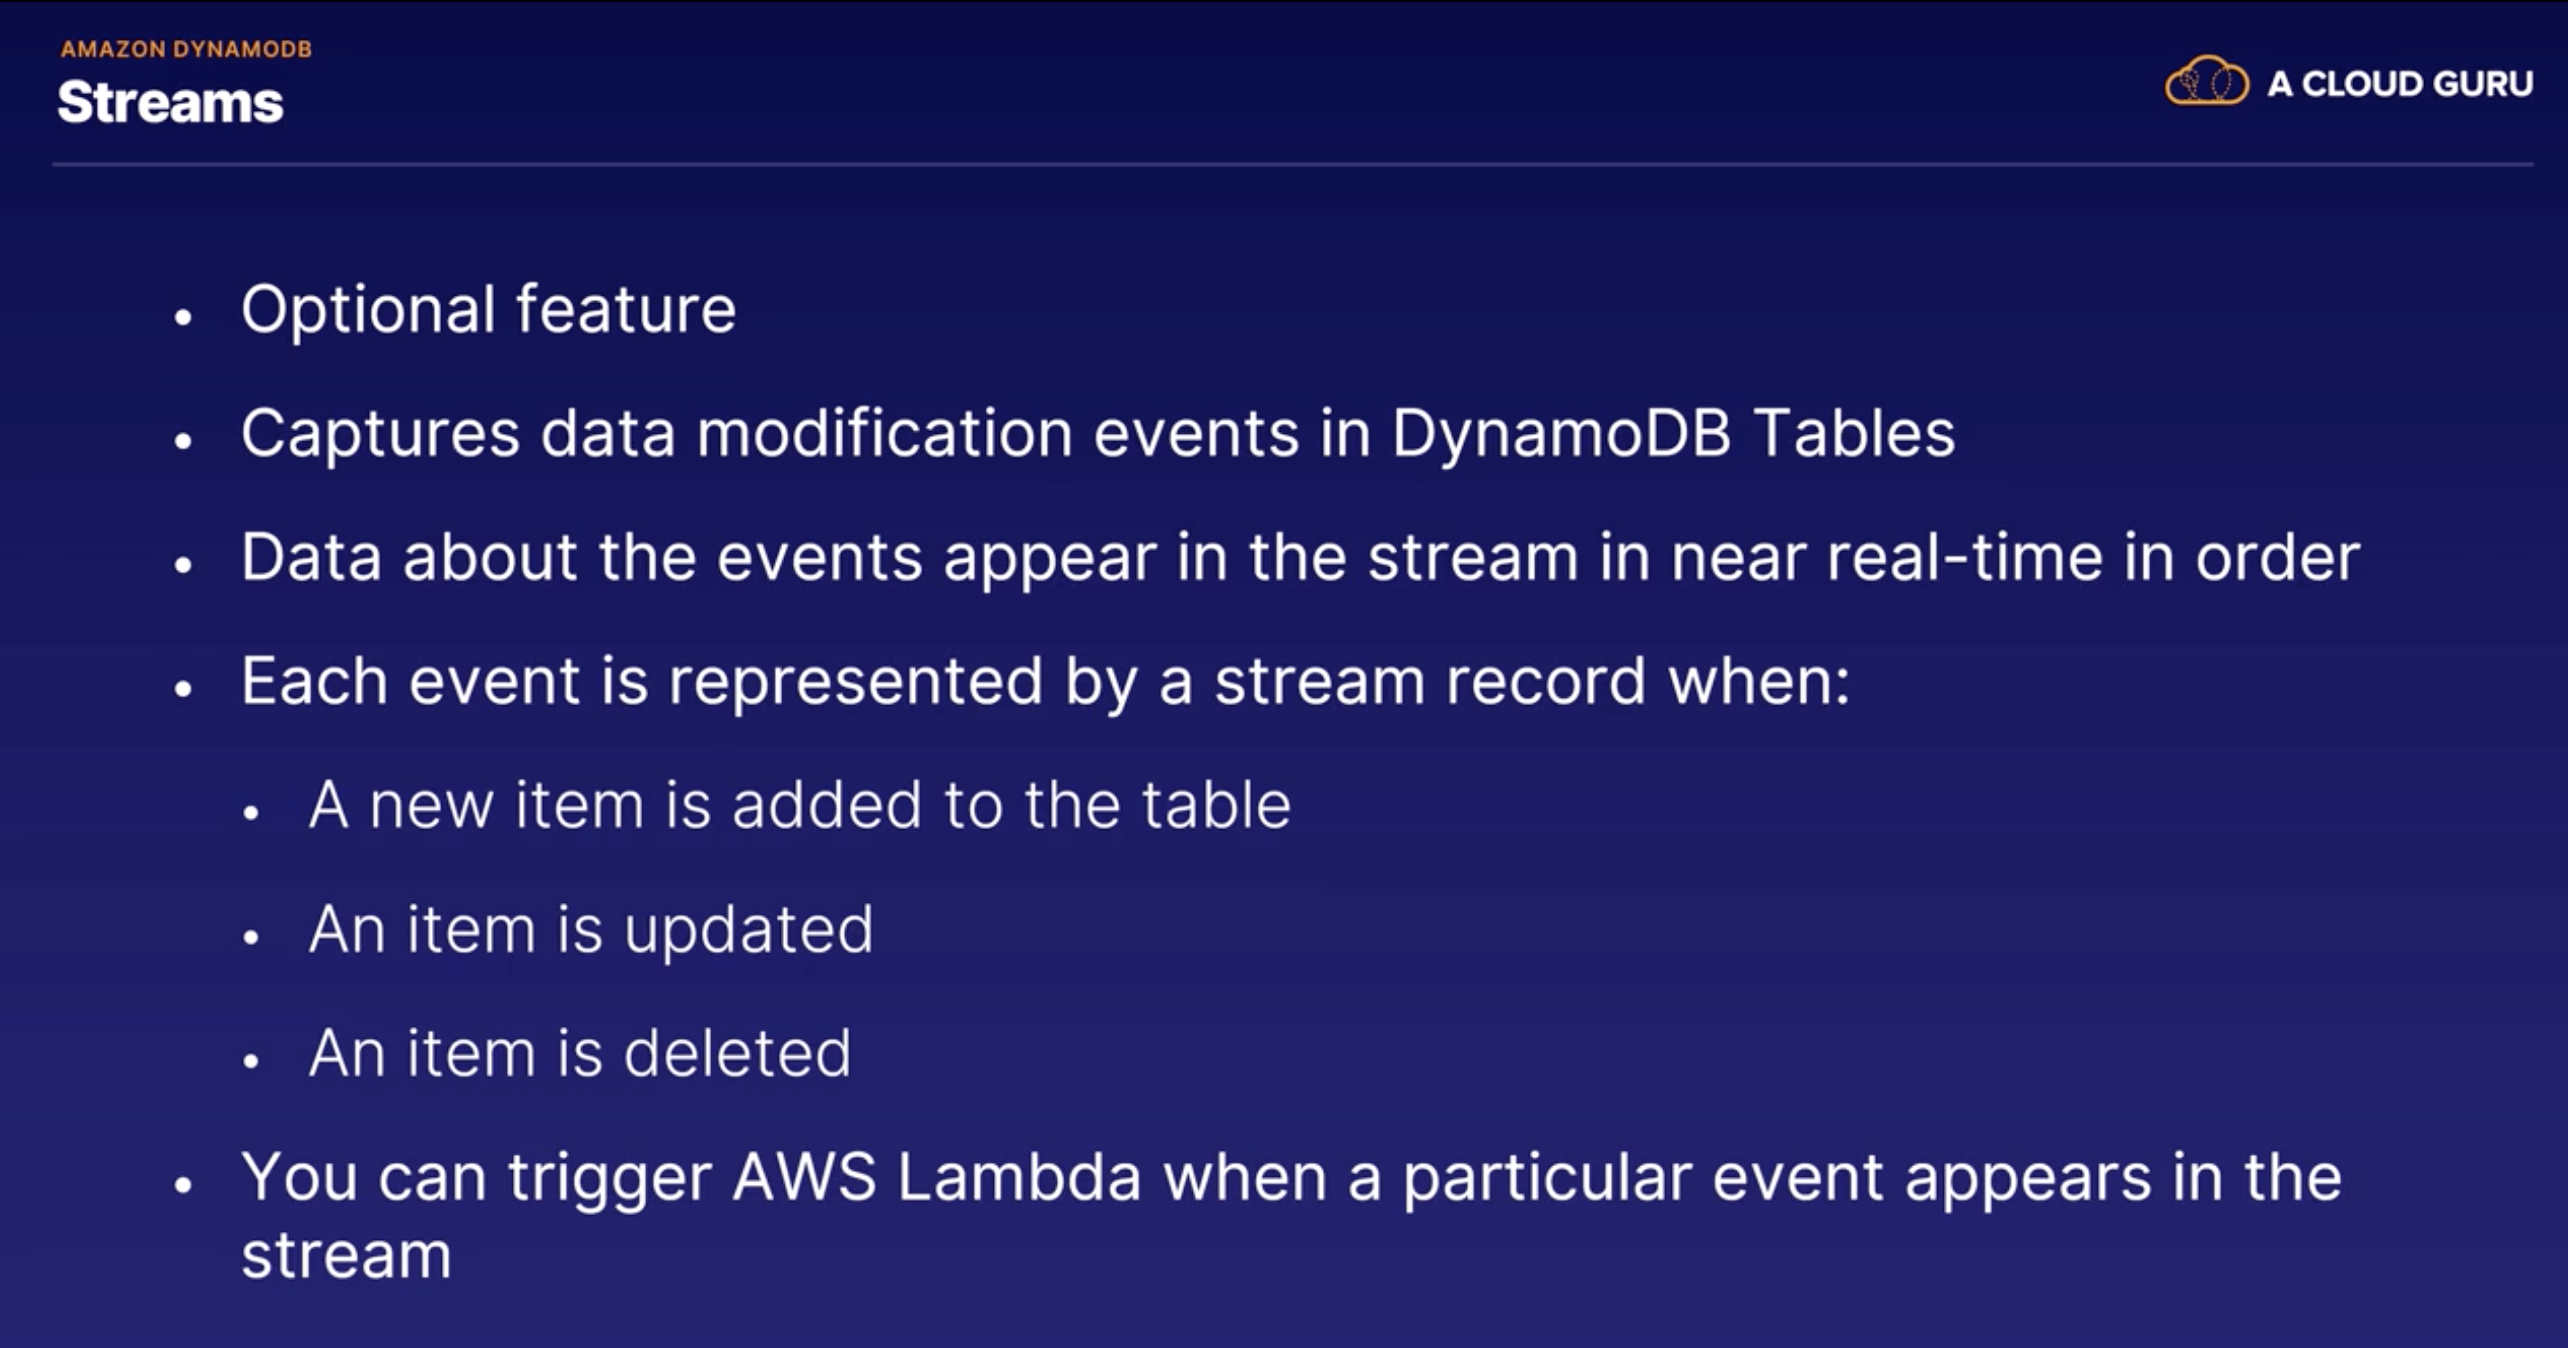 AMAZON DYNAMODB
Streams
A CLOUD GURU
• Optional feature
• Captures data modification events in DynamoDB Tables
• Data about the events appear in the stream in near real-time in order
• Each event is represented by a stream record when:
• A new item is added to the table
• An item is updated
• An item is deleted
• You can trigger AWS Lambda when a particular event appears in the
stream